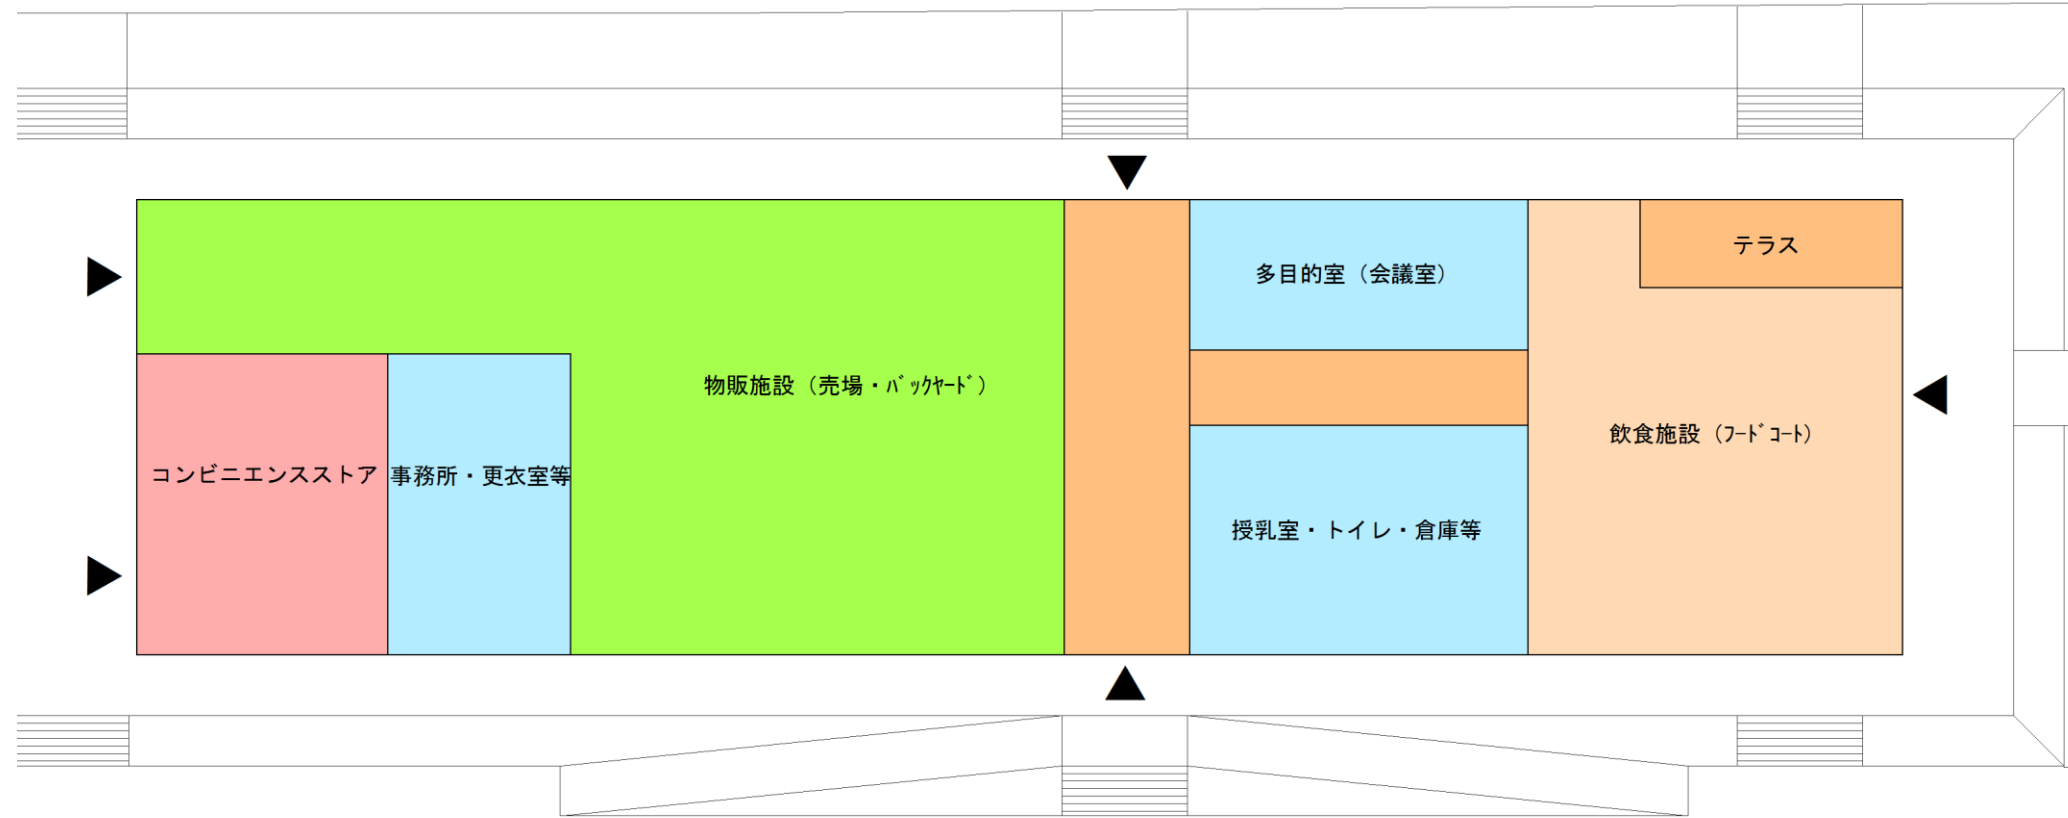 テラス
多目的室（会議室）
物販施設（売場・ﾊﾞｯｸﾔｰﾄﾞ）
飲食施設（ﾌｰﾄﾞｺｰﾄ）
コンビニエンスストア
事務所・更衣室等
授乳室・トイレ・倉庫等